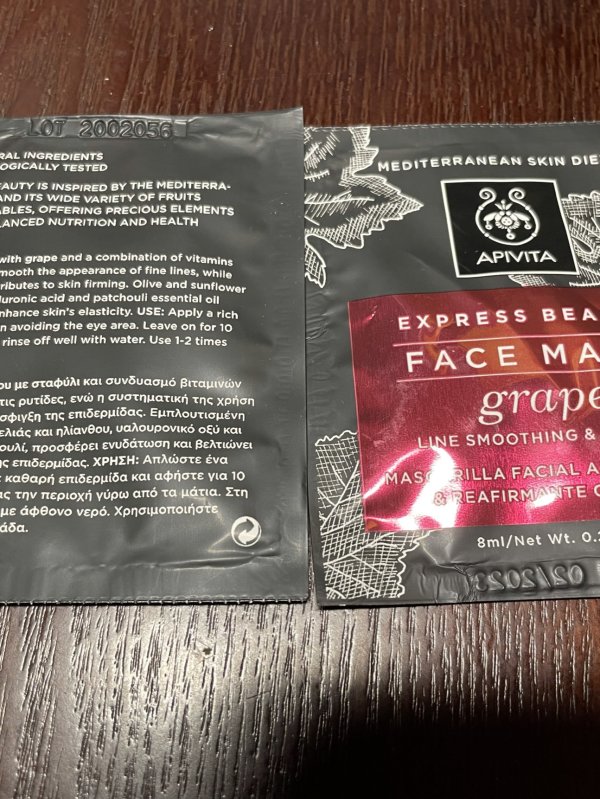 LOT 2002056
RAL INGREDIENTS
OGICALLY TESTED
EAUTY IS INSPIRED BY THE MEDITERRA-
AND ITS WIDE VARIETY OF FRUITS
ABLES, OFFERING PRECIOUS ELEMENTS
LANCED NUTRITION AND HEALTH
with grape and a combination of vitamins
mooth the appearance of fine lines, while
ributes to skin firming. Olive and sunflower
luronic acid and patchouli essential oil
nhance skin's elasticity. USE: Apply a rich
n avoiding the eye area. Leave on for 10
rinse off well with water. Use 1-2 times
ου με σταφύλι και συνδυασμό βιταμινών
τις ρυτίδες, ενώ η συστηματική της χρήση
σφιγξη της επιδερμίδας. Εμπλουτισμένη
ελιάς και ηλίανθου, υαλουρονικό οξύ και
ουλί, προσφέρει ενυδάτωση και βελτιώνει
ης επιδερμίδας. ΧΡΗΣΗ: Απλώστε ένα
καθαρή επιδερμίδα και αφήστε για 10
ας την περιοχή γύρω από τα μάτια. Στη
με άφθονο νερό. Χρησιμοποιήστε
άδα.
MEDITERRANEAN SKIN DIE
APIVITA
EXPRESS BEA
FACE MA
grape
LINE SMOOTHING &
MASCARILLA FACIAL A
& REAFIRMANTE C
8ml/Net Wt. 0.2
02/2023